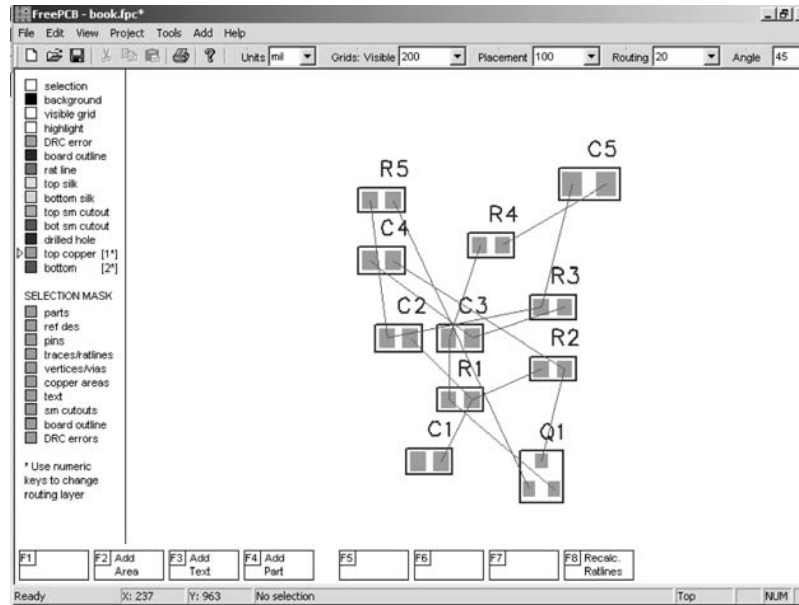 FreePCB - book.fpc*
File Edit View Project Tools Add Help
Units mil Grids: Visible 200 Placement 100 Routing 20 Angle 45
selection
background
visible grid
highlight
DRC error
board outline
rat line
top silk
bottom silk
top sm cutout
bot sm cutout
drilled hole
top copper [1*]
bottom [2*]
SELECTION MASK
parts
ref des
pins
traces/ratlines
vertices/vias
copper areas
text
sm cutouts
board outline
DRC errors
* Use numeric
keys to change
routing layer
C5
R5
R4
C4
R3
C2 C3
R2
R1
C1 Q1
F1 F2 Add Area F3 Add Text F4 Add Part F5 F6 F7 F8 Recalc. Ratlines
Ready X: 237 Y: 963 No selection Top NUM